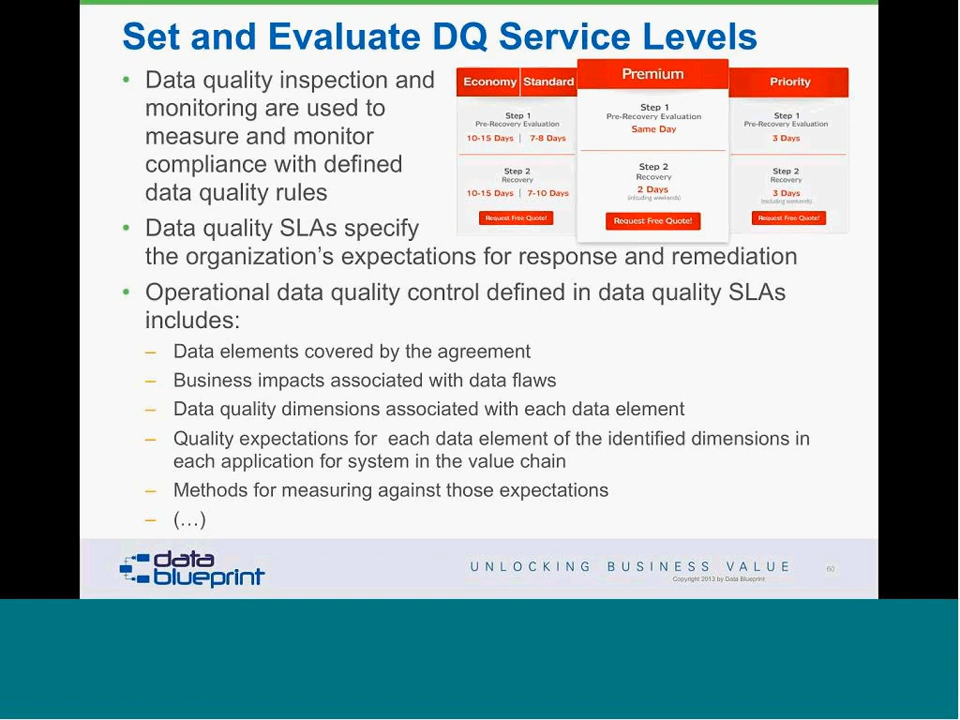 Set and Evaluate DQ Service Levels
• Data quality inspection and
monitoring are used to
measure and monitor
compliance with defined
data quality rules
• Data quality SLAs specify
the organization's expectations for response and remediation
• Operational data quality control defined in data quality SLAs
includes:
– Data elements covered by the agreement
– Business impacts associated with data flaws
– Data quality dimensions associated with each data element
– Quality expectations for each data element of the identified dimensions in
each application for system in the value chain
– Methods for measuring against those expectations
– (…)
Economy | Standard
Step 1
Pre-Recovery Evaluation
10-15 Days | 7-8 Days
Step 2
Recovery
10-15 Days | 7-10 Days
Request Free Quote!
Premium
Step 1
Pre-Recovery Evaluation
Same Day
Step 2
Recovery
2 Days
(including weekends)
Request Free Quote!
Priority
Step 1
Pre-Recovery Evaluation
3 Days
Step 2
Recovery
3 Days
(including weekends)
Request Free Quote!
data
blueprint
UNLOCKING BUSINESS VALUE
Copyright 2013 by Data Blueprint
60